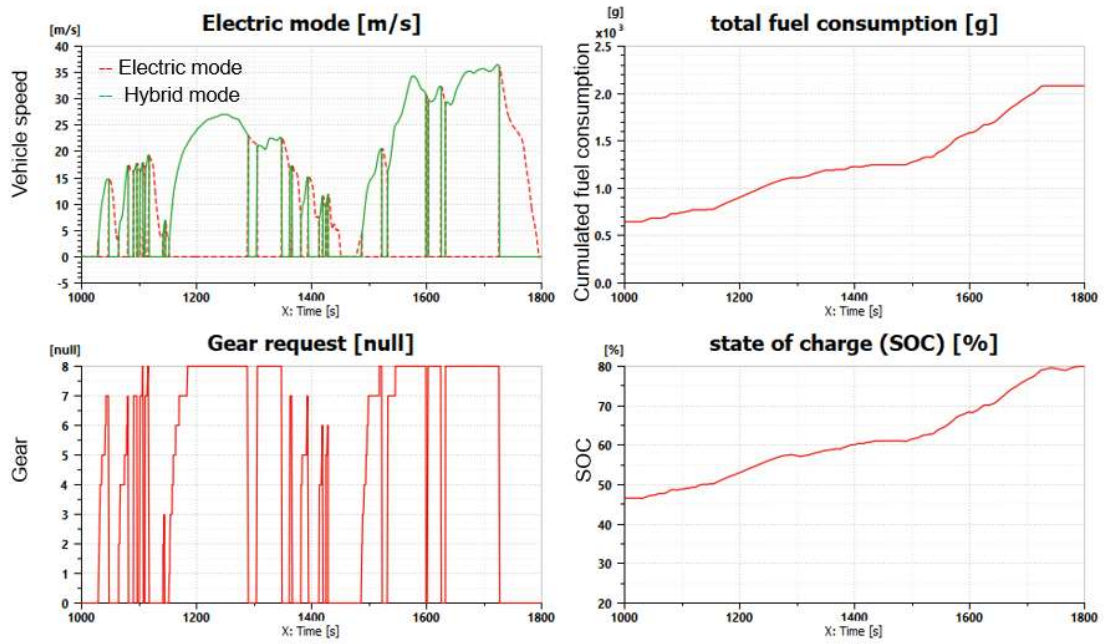 Electric mode [m/s]
[m/s]
Vehicle speed
40
35
30
25
20
15
10
5
0
-5
Electric mode
Hybrid mode
1000
1200
1400
1600
1800
X: Time [s]
total fuel consumption [g]
[g]
x10³
Cumulated fuel consumption
2.5
2.0
1.5
1.0
0.5
0.0
1000
1200
1400
1600
1800
X: Time [s]
Gear request [null]
[null]
Gear
8
7
6
5
4
3
2
1
0
1000
1200
1400
1600
1800
X: Time [s]
state of charge (SOC) [%]
[%]
SOC
80
70
60
50
40
30
20
1000
1200
1400
1600
1800
X: Time [s]